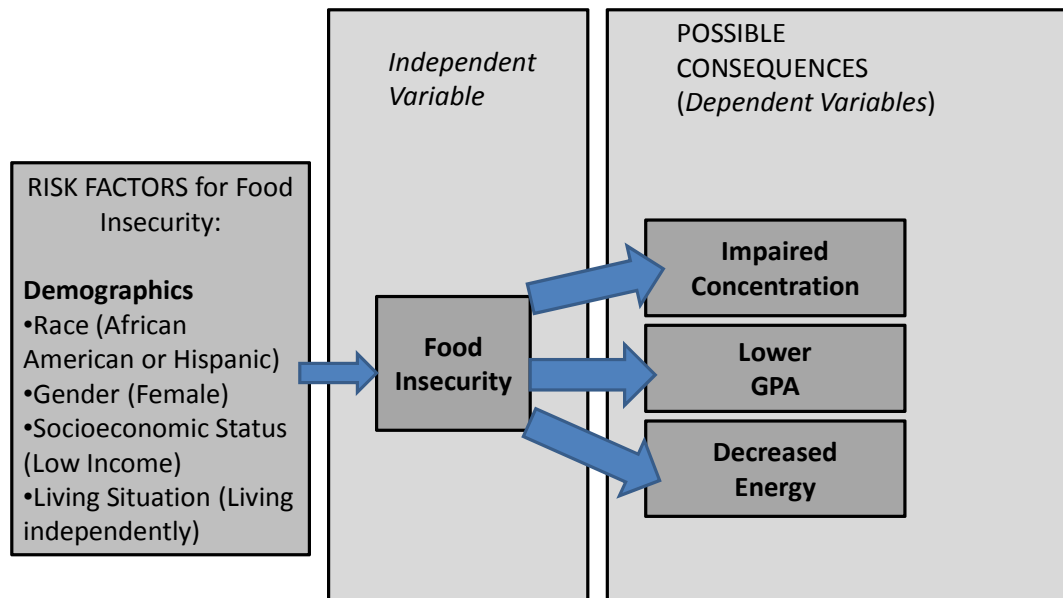 RISK FACTORS for Food
Insecurity:
Demographics
•Race (African
American or Hispanic)
•Gender (Female)
•Socioeconomic Status
(Low Income)
•Living Situation (Living
independently)
Independent
Variable
Food
Insecurity
POSSIBLE
CONSEQUENCES
(Dependent Variables)
Impaired
Concentration
Lower
GPA
Decreased
Energy